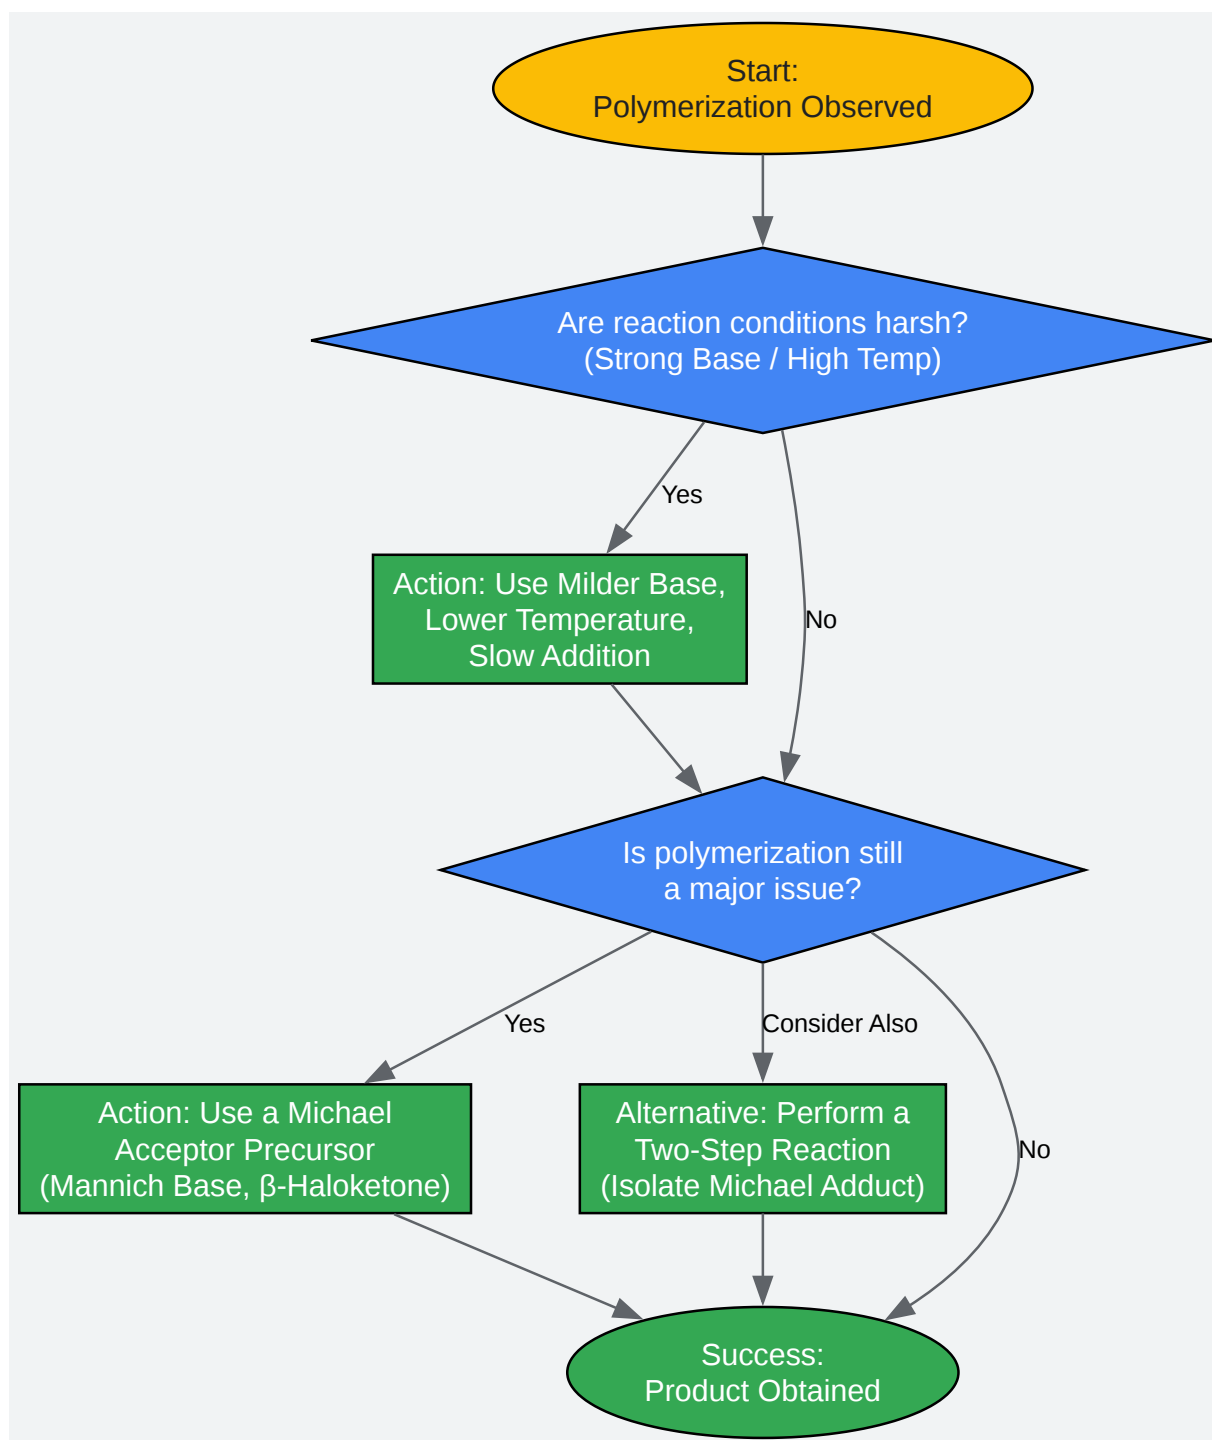 Start:
Polymerization Observed
Are reaction conditions harsh?
(Strong Base / High Temp)
Yes
Action: Use Milder Base,
Lower Temperature,
Slow Addition
No
Is polymerization still
a major issue?
Yes
Consider Also
Action: Use a Michael
Acceptor Precursor
(Mannich Base, β-Haloketone)
Alternative: Perform a
Two-Step Reaction
(Isolate Michael Adduct)
No
Success:
Product Obtained